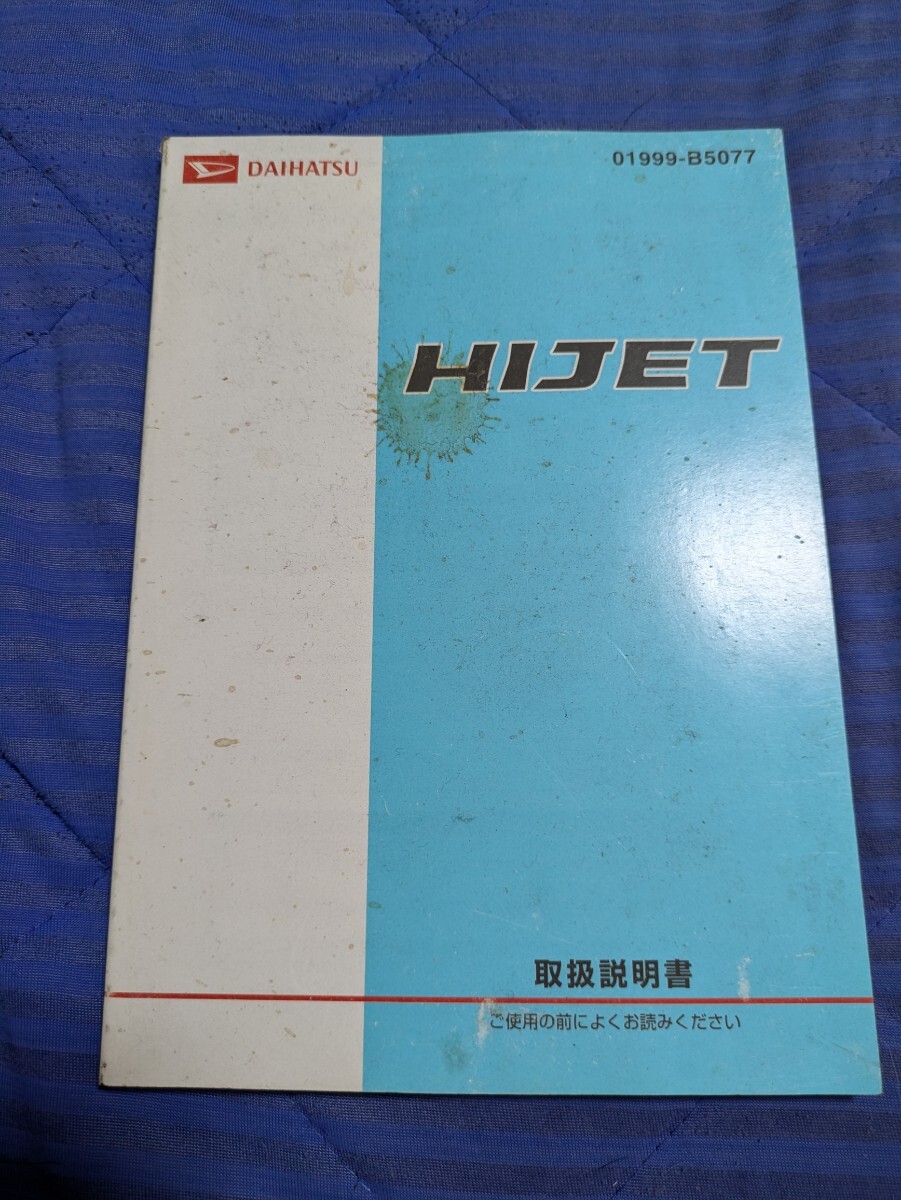 DAIHATSU
01999-B5077
HIJET
取扱説明書
ご使用の前によくお読みください